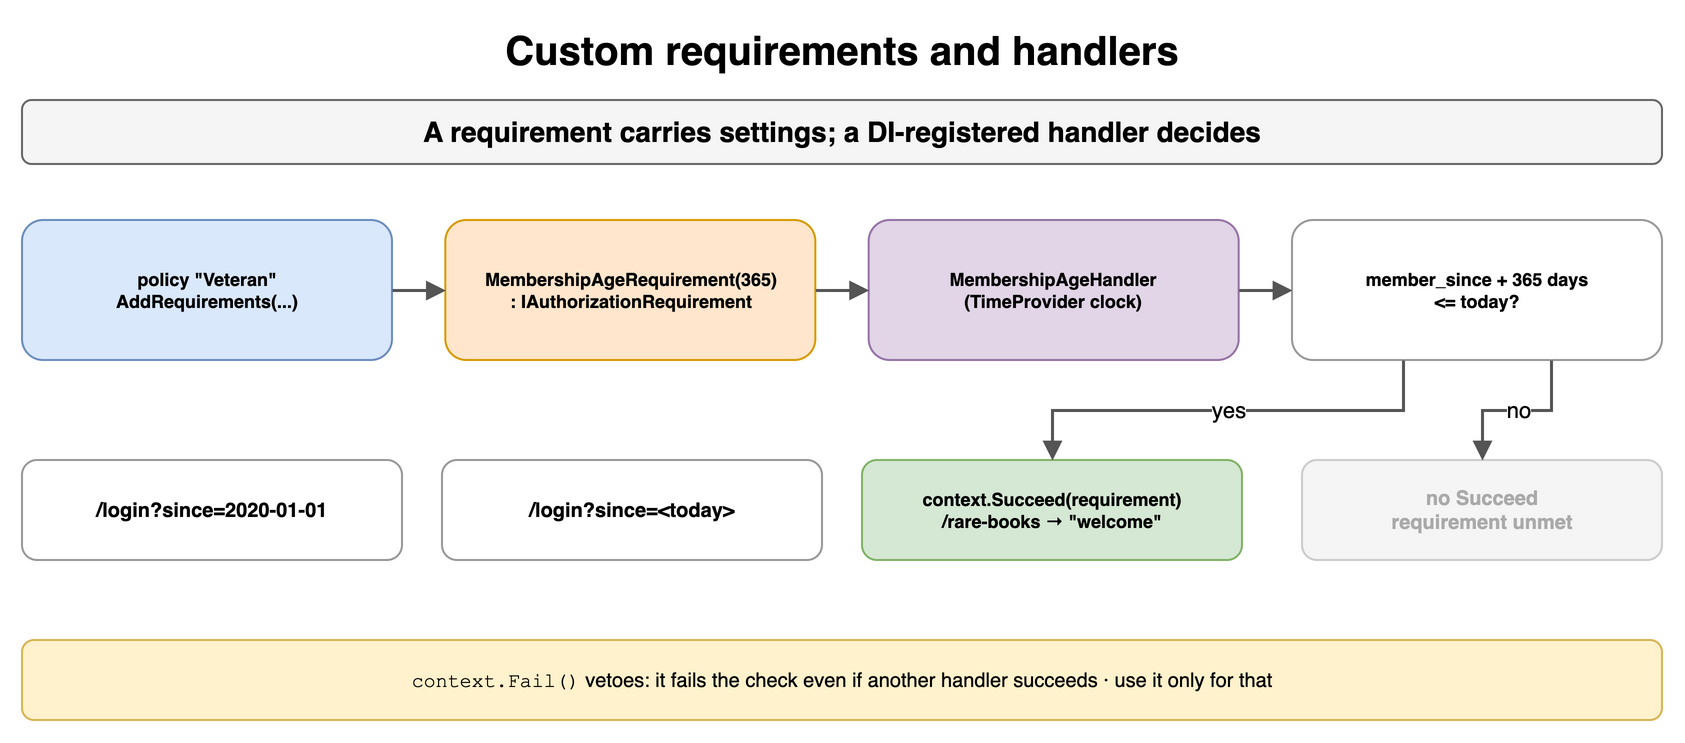 Custom requirements and handlers
A requirement carries settings; a DI-registered handler decides
policy "Veteran"
AddRequirements(...)
MembershipAgeRequirement(365)
: IAuthorizationRequirement
MembershipAgeHandler
(TimeProvider clock)
member_since + 365 days
<= today?
yes
no
/login?since=2020-01-01
/login?since=<today>
context.Succeed(requirement)
/rare-books → "welcome"
no Succeed
requirement unmet
context.Fail() vetoes: it fails the check even if another handler succeeds · use it only for that